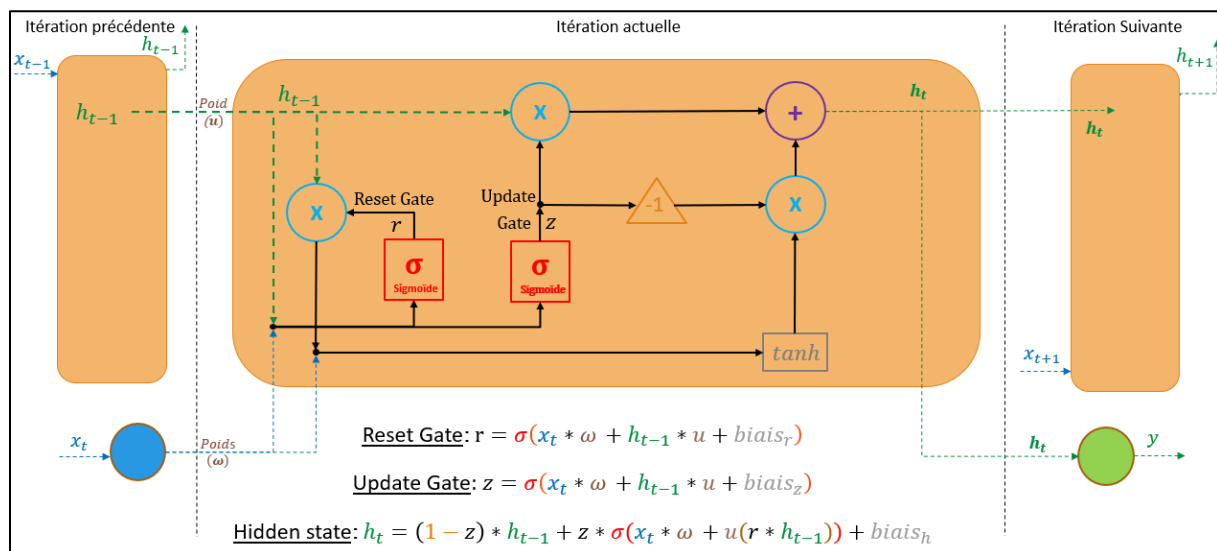 Itération précédente
Itération actuelle
Itération Suivante
h_{t−1}
x_{t−1}
h_{t−1}
Poid
(u)
h_{t−1}
X
+
h_t
h_t
h_{t+1}
Reset Gate
r
X
σ
Sigmoïde
Update
Gate
z
σ
Sigmoïde
-1
X
tanh
x_{t+1}
x_t
Poids
(ω)
h_t
y
Reset Gate: r = σ(x_t * ω + h_{t−1} * u + biais_r)
Update Gate: z = σ(x_t * ω + h_{t−1} * u + biais_z)
Hidden state: h_t = (1 − z) * h_{t−1} + z * σ(x_t * ω + u(r * h_{t−1})) + biais_h